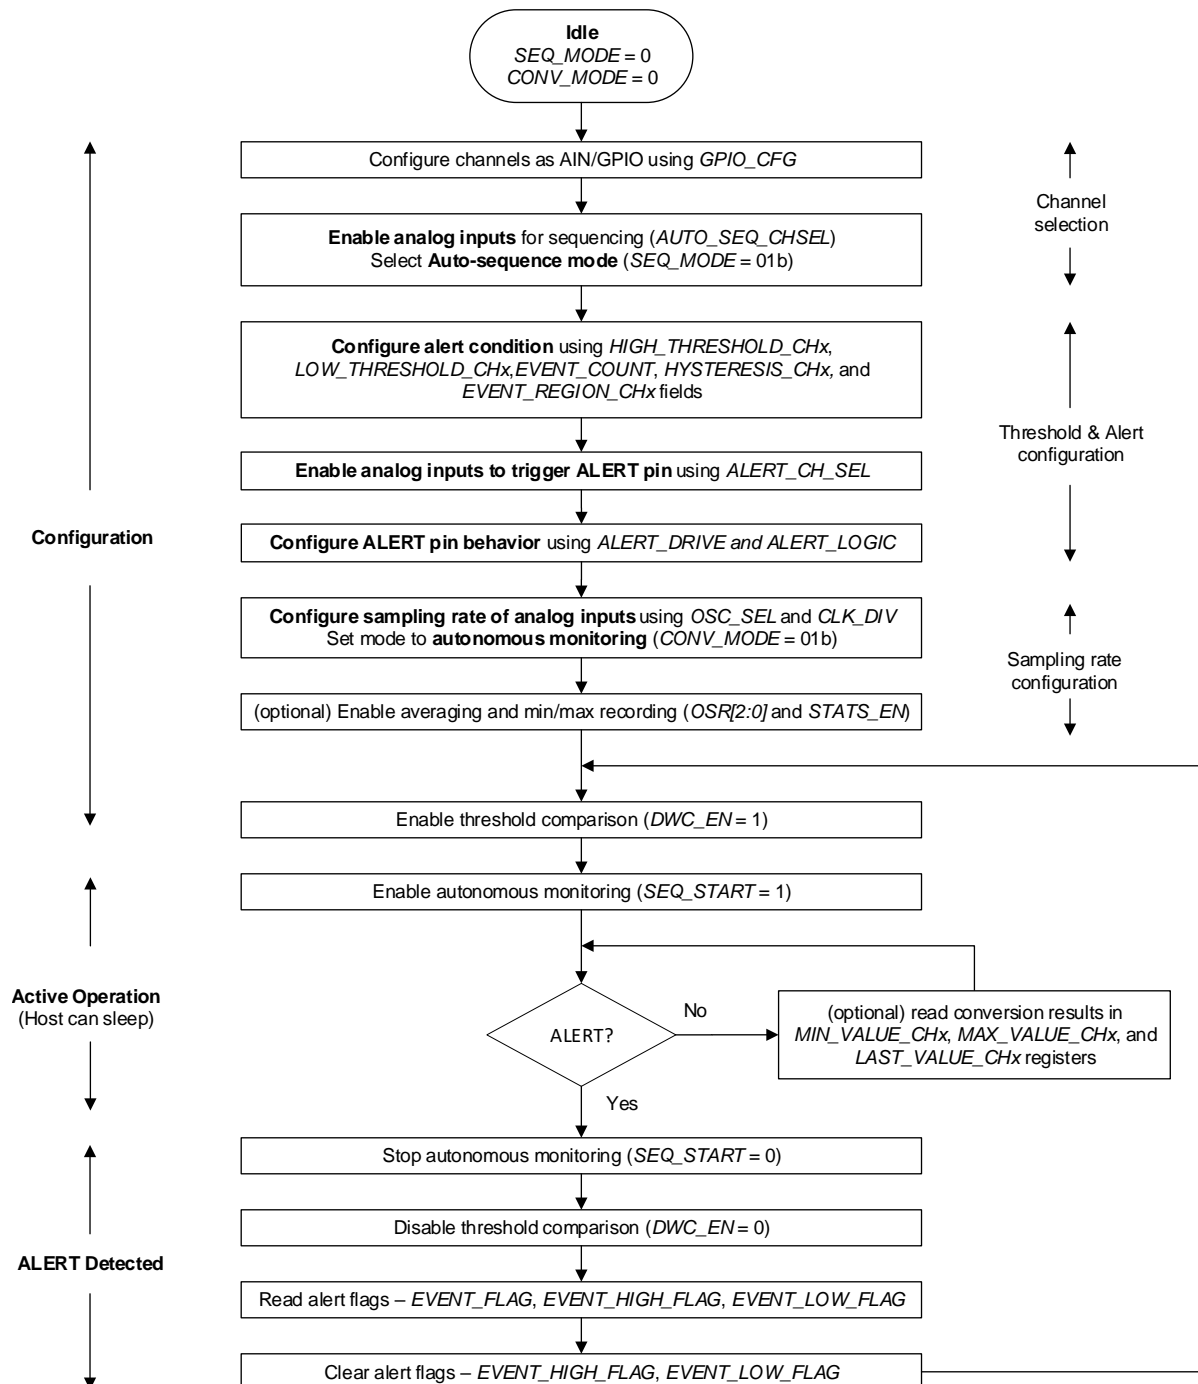 Idle
SEQ_MODE = 0
CONV_MODE = 0
Configure channels as AIN/GPIO using GPIO_CFG
Channel
selection
Enable analog inputs for sequencing (AUTO_SEQ_CHSEL)
Select Auto-sequence mode (SEQ_MODE = 01b)
Configure alert condition using HIGH_THRESHOLD_CHx,
LOW_THRESHOLD_CHx,EVENT_COUNT, HYSTERESIS_CHx, and
EVENT_REGION_CHx fields
Threshold & Alert
configuration
Enable analog inputs to trigger ALERT pin using ALERT_CH_SEL
Configuration
Configure ALERT pin behavior using ALERT_DRIVE and ALERT_LOGIC
Configure sampling rate of analog inputs using OSC_SEL and CLK_DIV
Set mode to autonomous monitoring (CONV_MODE = 01b)
Sampling rate
configuration
(optional) Enable averaging and min/max recording (OSR[2:0] and STATS_EN)
Enable threshold comparison (DWC_EN = 1)
Enable autonomous monitoring (SEQ_START = 1)
Active Operation
(Host can sleep)
ALERT?
No
(optional) read conversion results in
MIN_VALUE_CHx, MAX_VALUE_CHx, and
LAST_VALUE_CHx registers
Yes
Stop autonomous monitoring (SEQ_START = 0)
Disable threshold comparison (DWC_EN = 0)
ALERT Detected
Read alert flags – EVENT_FLAG, EVENT_HIGH_FLAG, EVENT_LOW_FLAG
Clear alert flags – EVENT_HIGH_FLAG, EVENT_LOW_FLAG